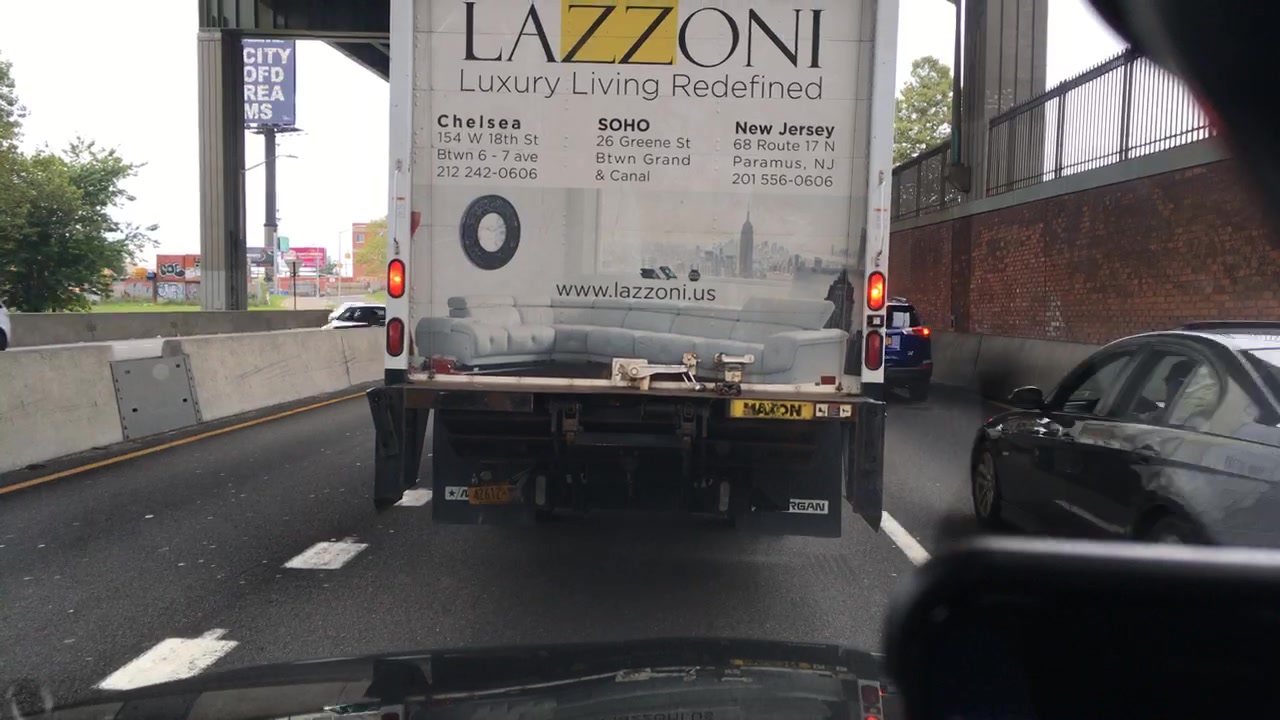 CITY
OFD
REA
MS
LAZZONI
Luxury Living Redefined
Chelsea
154 W 18th St
Btwn 6 - 7 ave
212 242-0606
SOHO
26 Greene St
Btwn Grand
& Canal
New Jersey
68 Route 17 N
Paramus, NJ
201 556-0606
www.lazzoni.us
MAXON
RGAN